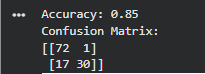 Accuracy: 0.85
Confusion Matrix:
[[72  1]
 [17 30]]